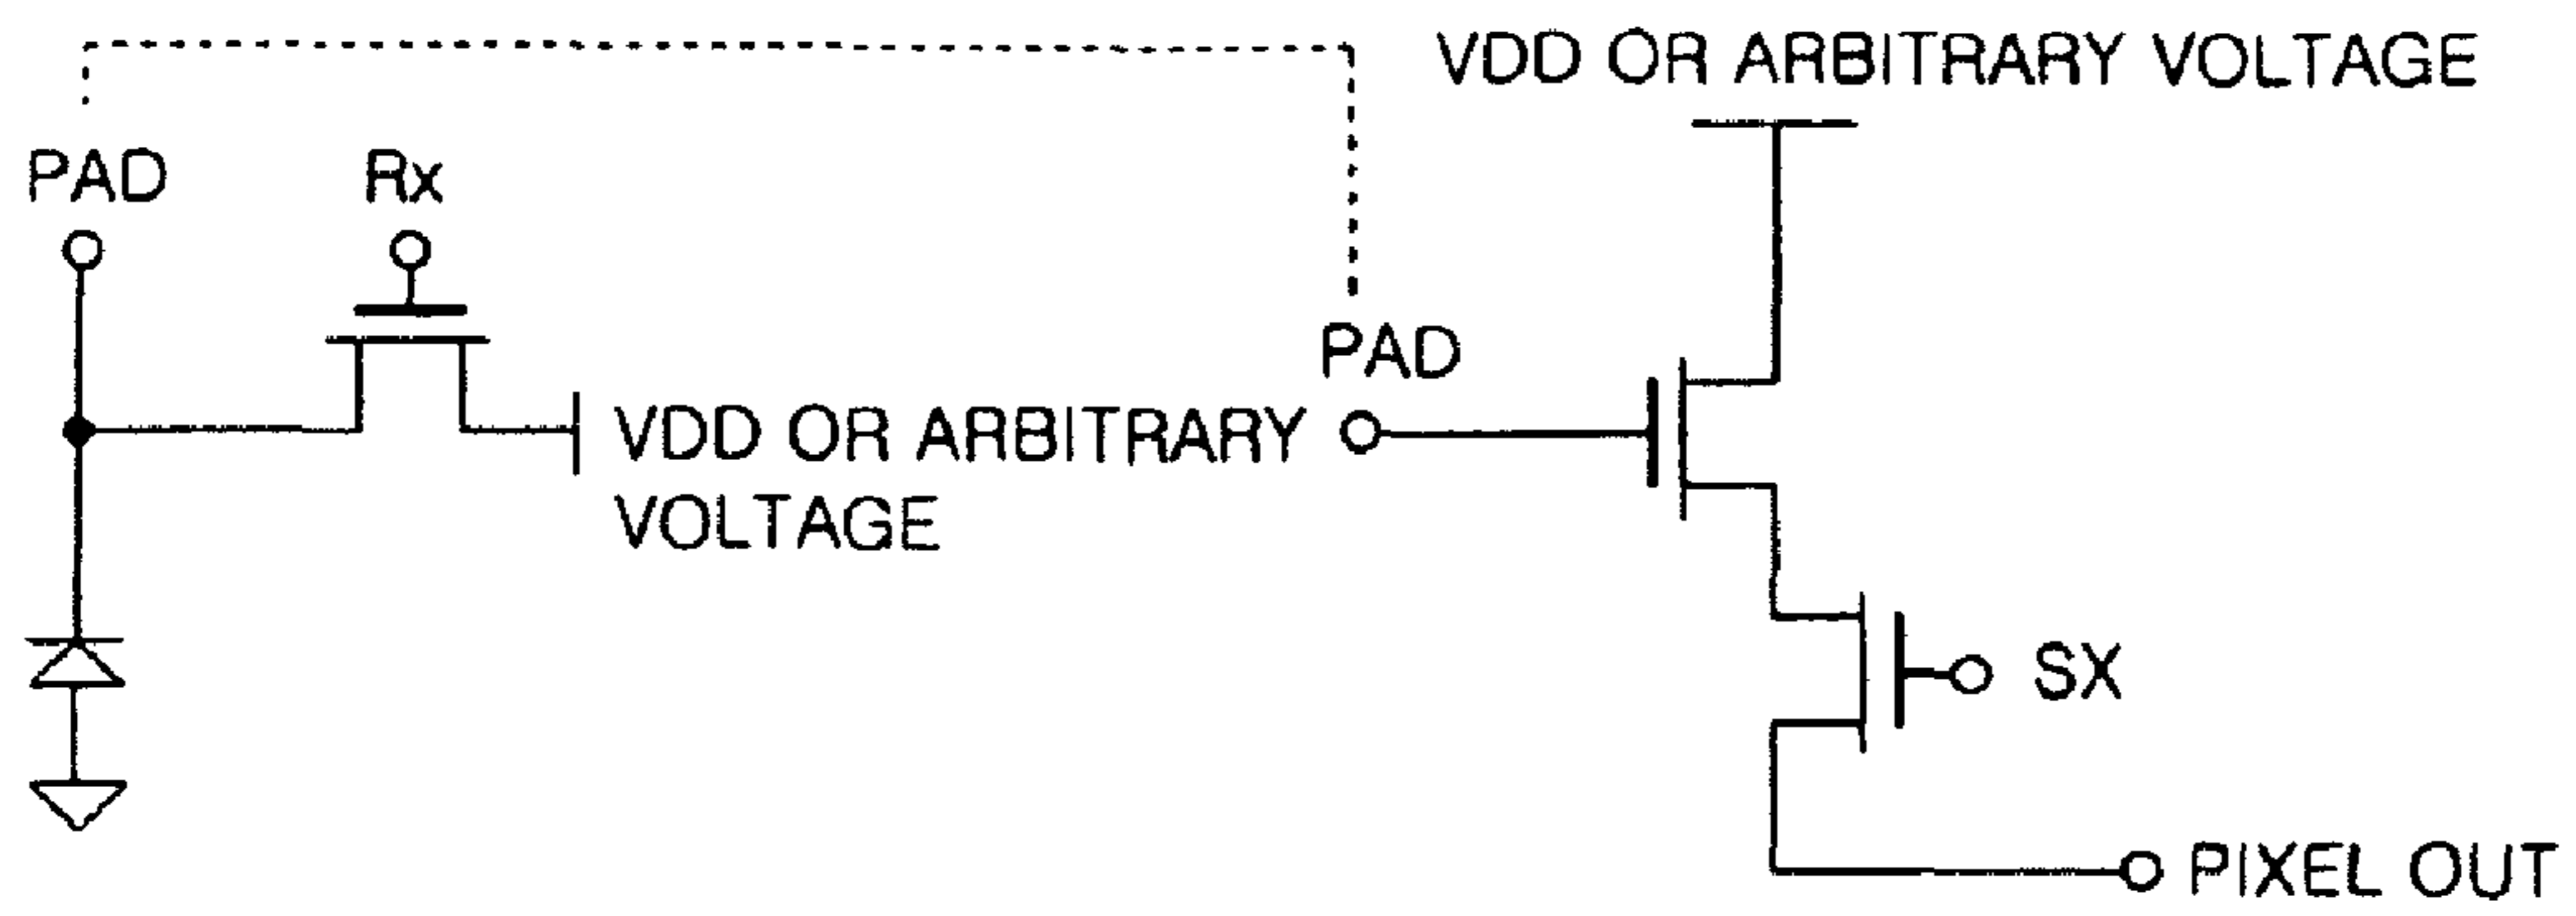 VDD OR ARBITRARY VOLTAGE
PAD
Rx
PAD
VDD OR ARBITRARY
VOLTAGE
SX
PIXEL OUT